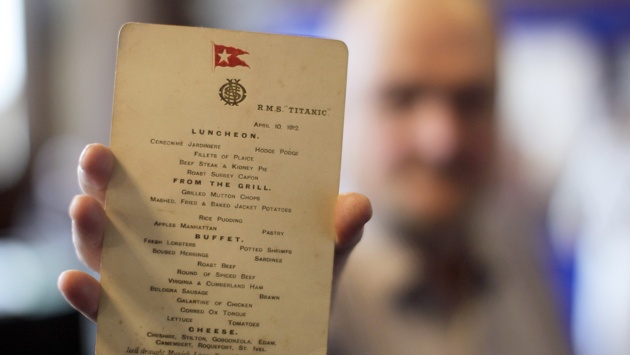 R.M.S. "TITANIC"
APRIL 10, 1912.
LUNCHEON.
CONSOMMÉ JARDINIERE HODGE PODGE
FILLETS OF PLAICE
BEEF STEAK & KIDNEY PIE
ROAST SURREY CAPON
FROM THE GRILL.
GRILLED MUTTON CHOPS
MASHED, FRIED & BAKED JACKET POTATOES
RICE PUDDING
APPLES MANHATTAN PASTRY
BUFFET.
FRESH LOBSTERS POTTED SHRIMPS
SOUSED HERRINGS SARDINES
ROAST BEEF
ROUND OF SPICED BEEF
VIRGINIA & CUMBERLAND HAM
BOLOGNA SAUSAGE BRAWN
GALANTINE OF CHICKEN
CORNED OX TONGUE
LETTUCE TOMATOES
CHEESE.
CHESHIRE, STILTON, GORGONZOLA, EDAM,
CAMEMBERT, ROQUEFORT, ST. IVEL
Iced draught Munich